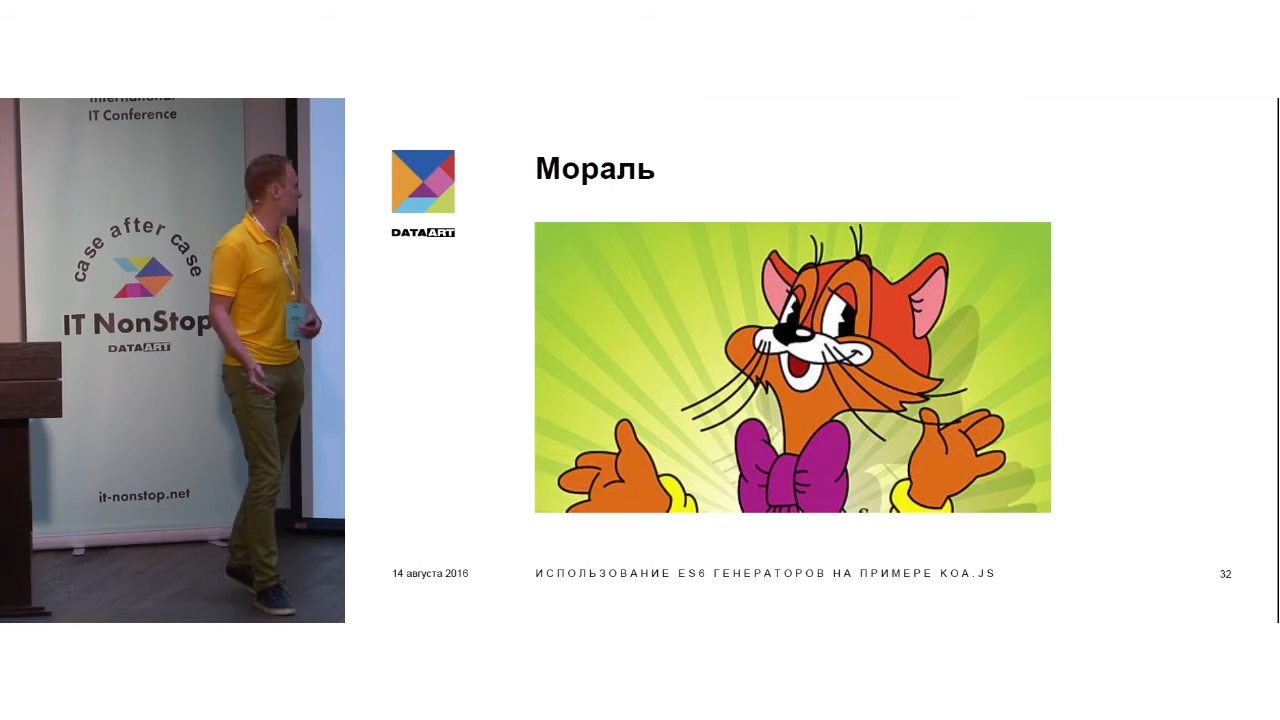 International
IT Conference
case after case
IT NonStop
DATAART
it-nonstop.net
DATAART
Мораль
14 августа 2016
ИСПОЛЬЗОВАНИЕ ES6 ГЕНЕРАТОРОВ НА ПРИМЕРЕ KOA.JS
32